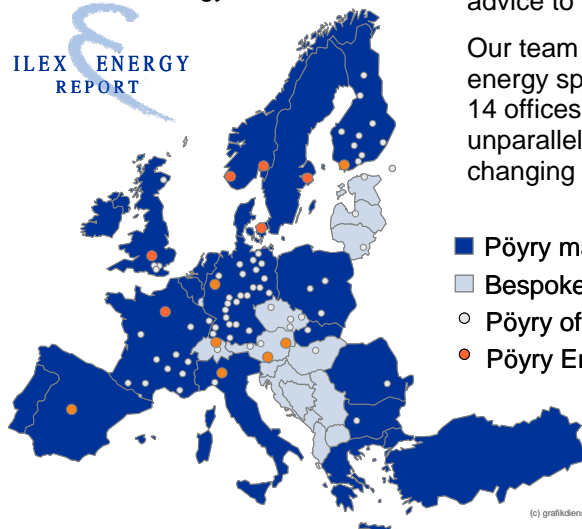 advice to
ILEX ENERGY
REPORT
Our team
energy sp
14 offices
unparallel
changing
Pöyry ma
Bespoke
Pöyry of
Pöyry En
(c) grafikdiens